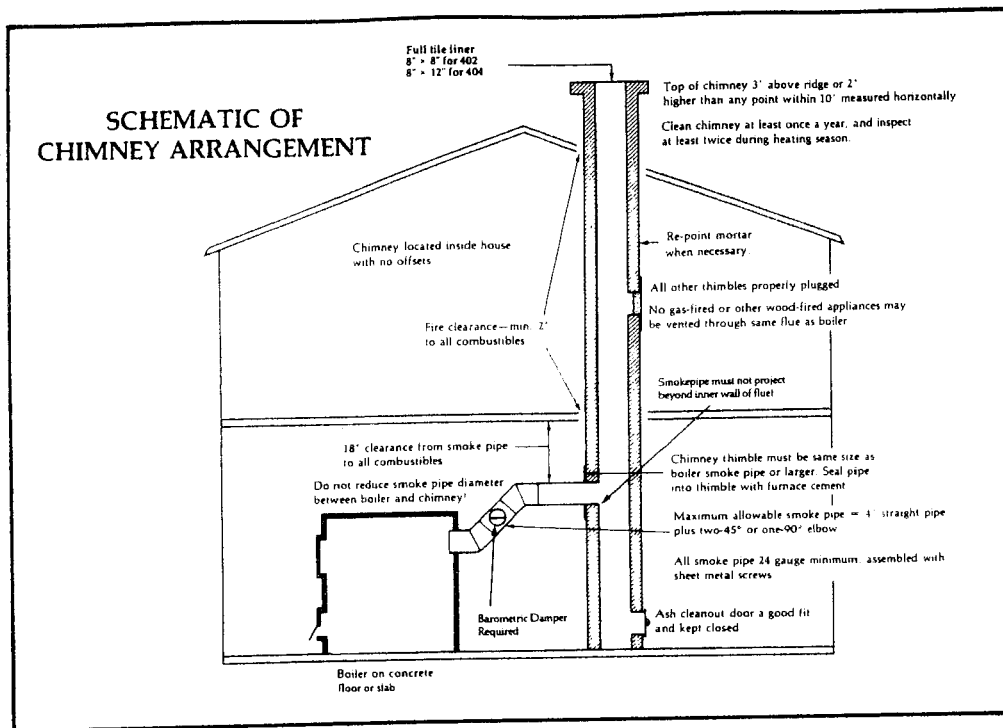 Full tile liner
8" × 8" for 402
8" × 12" for 404
SCHEMATIC OF
CHIMNEY ARRANGEMENT
Top of chimney 3' above ridge or 2'
higher than any point within 10' measured horizontally
Clean chimney at least once a year, and inspect
at least twice during heating season.
Chimney located inside house
with no offsets
Re-point mortar
when necessary.
All other thimbles properly plugged
No gas-fired or other wood-fired appliances may
be vented through same flue as boiler
Fire clearance—min. 2"
to all combustibles
Smokepipe must not project
beyond inner wall of flue!
18" clearance from smoke pipe
to all combustibles
Do not reduce smoke pipe diameter
between boiler and chimney!
Chimney thimble must be same size as
boiler smoke pipe or larger. Seal pipe
into thimble with furnace cement
Maximum allowable smoke pipe = 4' straight pipe
plus two-45° or one-90° elbow
All smoke pipe 24 gauge minimum, assembled with
sheet metal screws
Barometric Damper
Required
Ash cleanout door a good fit
and kept closed
Boiler on concrete
floor or slab